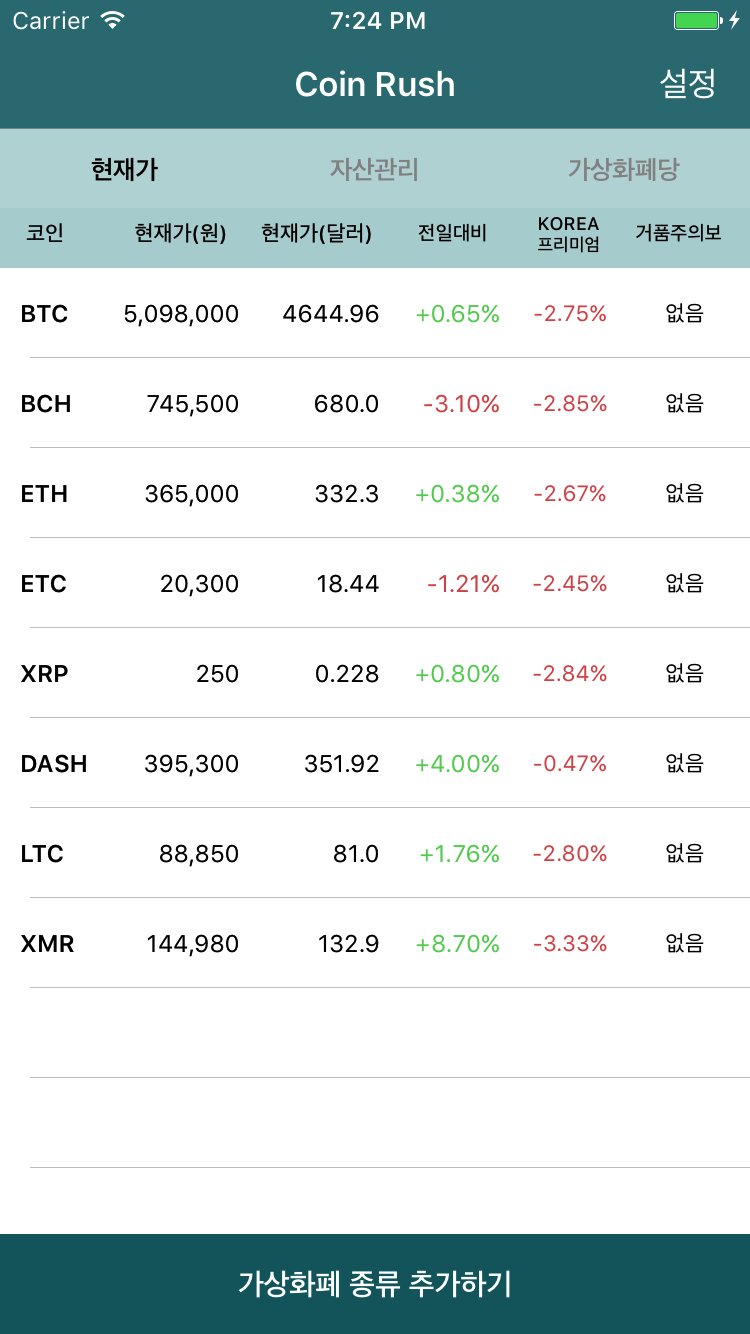 Carrier 7:24 PM
Coin Rush 설정
현재가 자산관리 가상화폐당
코인 현재가(원) 현재가(달러) 전일대비 KOREA 프리미엄 거품주의보
BTC 5,098,000 4644.96 +0.65% -2.75% 없음
BCH 745,500 680.0 -3.10% -2.85% 없음
ETH 365,000 332.3 +0.38% -2.67% 없음
ETC 20,300 18.44 -1.21% -2.45% 없음
XRP 250 0.228 +0.80% -2.84% 없음
DASH 395,300 351.92 +4.00% -0.47% 없음
LTC 88,850 81.0 +1.76% -2.80% 없음
XMR 144,980 132.9 +8.70% -3.33% 없음
가상화폐 종류 추가하기